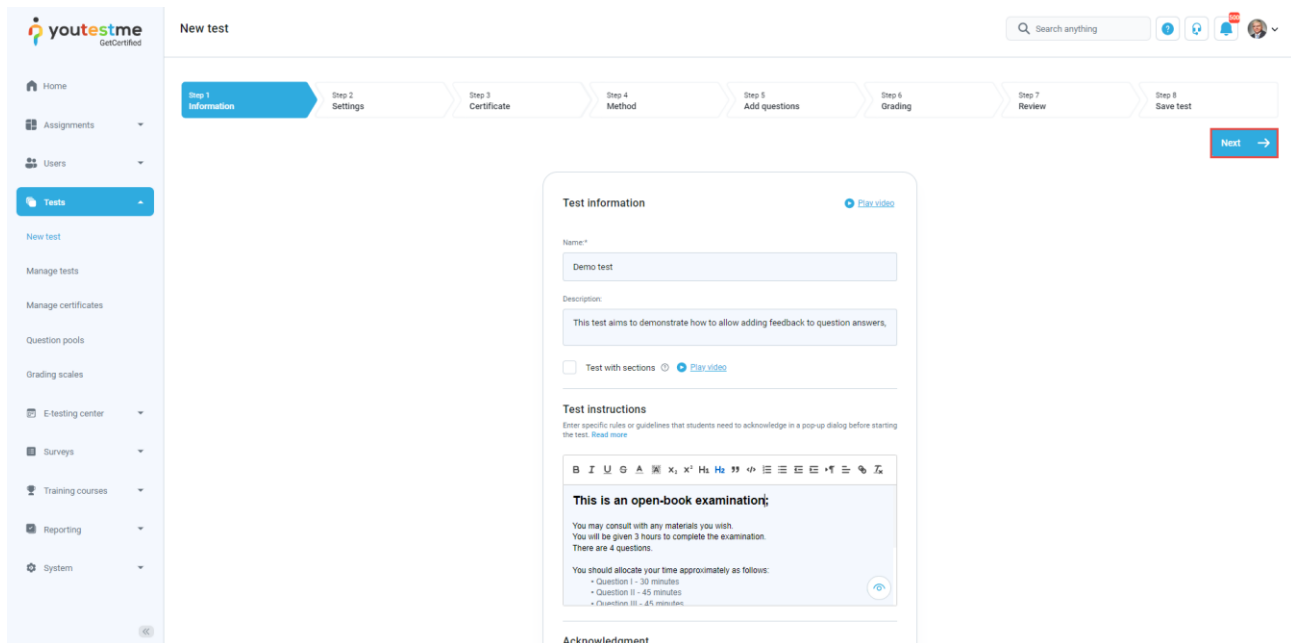 youtestme
GetCertified
New test
Search anything
Home
Assignments
Users
Tests
New test
Manage tests
Manage certificates
Question pools
Grading scales
E-testing center
Surveys
Training courses
Reporting
System
Step 1
Information
Step 2
Settings
Step 3
Certificate
Step 4
Method
Step 5
Add questions
Step 6
Grading
Step 7
Review
Step 8
Save test
Next
Test information
Play video
Name:*
Demo test
Description:
This test aims to demonstrate how to allow adding feedback to question answers,
Test with sections
Play video
Test instructions
Enter specific rules or guidelines that students need to acknowledge in a pop-up dialog before starting
the test. Read more
This is an open-book examination;
You may consult with any materials you wish.
You will be given 3 hours to complete the examination.
There are 4 questions.
You should allocate your time approximately as follows:
• Question I - 30 minutes
• Question II - 45 minutes
• Question III - 45 minutes
Acknowledgment